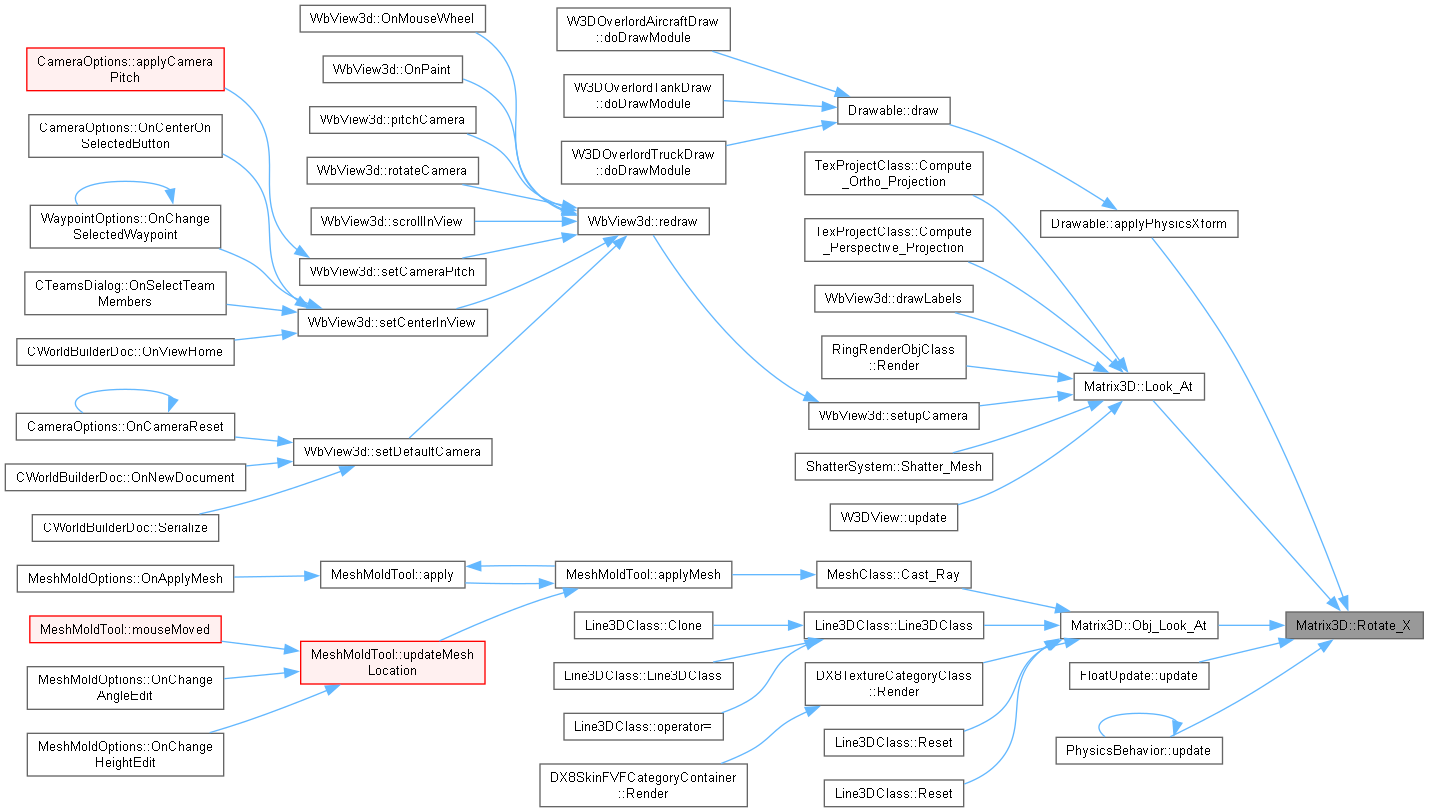 WbView3d::OnMouseWheel
W3DOverlordAircraftDraw
::doDrawModule
CameraOptions::applyCamera
Pitch
WbView3d::OnPaint
W3DOverlordTankDraw
::doDrawModule
Drawable::draw
CameraOptions::OnCenterOn
SelectedButton
WbView3d::pitchCamera
W3DOverlordTruckDraw
::doDrawModule
WbView3d::rotateCamera
TexProjectClass::Compute
_Ortho_Projection
WaypointOptions::OnChange
SelectedWaypoint
WbView3d::scrollInView
WbView3d::redraw
Drawable::applyPhysicsXform
TexProjectClass::Compute
_Perspective_Projection
WbView3d::setCameraPitch
CTeamsDialog::OnSelectTeam
Members
WbView3d::drawLabels
WbView3d::setCenterInView
CWorldBuilderDoc::OnViewHome
RingRenderObjClass
::Render
Matrix3D::Look_At
WbView3d::setupCamera
CameraOptions::OnCameraReset
WbView3d::setDefaultCamera
ShatterSystem::Shatter_Mesh
CWorldBuilderDoc::OnNewDocument
W3DView::update
CWorldBuilderDoc::Serialize
MeshMoldOptions::OnApplyMesh
MeshMoldTool::apply
MeshMoldTool::applyMesh
MeshClass::Cast_Ray
MeshMoldTool::mouseMoved
Line3DClass::Clone
Line3DClass::Line3DClass
Matrix3D::Obj_Look_At
Matrix3D::Rotate_X
MeshMoldTool::updateMesh
Location
Line3DClass::Line3DClass
DX8TextureCategoryClass
::Render
FloatUpdate::update
MeshMoldOptions::OnChange
AngleEdit
Line3DClass::operator=
Line3DClass::Reset
PhysicsBehavior::update
MeshMoldOptions::OnChange
HeightEdit
DX8SkinFVFCategoryContainer
::Render
Line3DClass::Reset